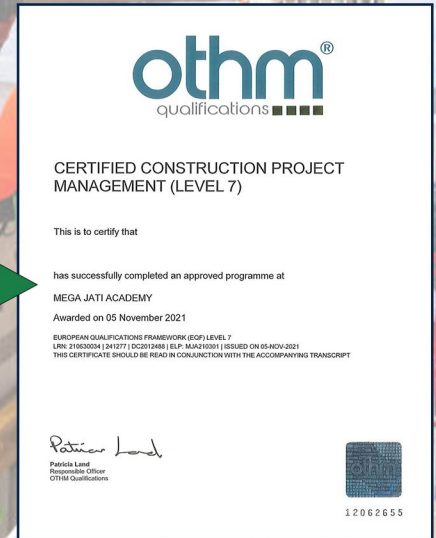 othm®
qualifications
CERTIFIED CONSTRUCTION PROJECT
MANAGEMENT (LEVEL 7)
This is to certify that
has successfully completed an approved programme at
MEGA JATI ACADEMY
Awarded on 05 November 2021
EUROPEAN QUALIFICATIONS FRAMEWORK (EQF) LEVEL 7
LRN: 210630034 | 241277 | DC2012488 | ELP: MJA210301 | ISSUED ON 05-NOV-2021
THIS CERTIFICATE SHOULD BE READ IN CONJUNCTION WITH THE ACCOMPANYING TRANSCRIPT
Patricia Land
Patricia Land
Responsible Officer
OTHM Qualifications
othm
12062655